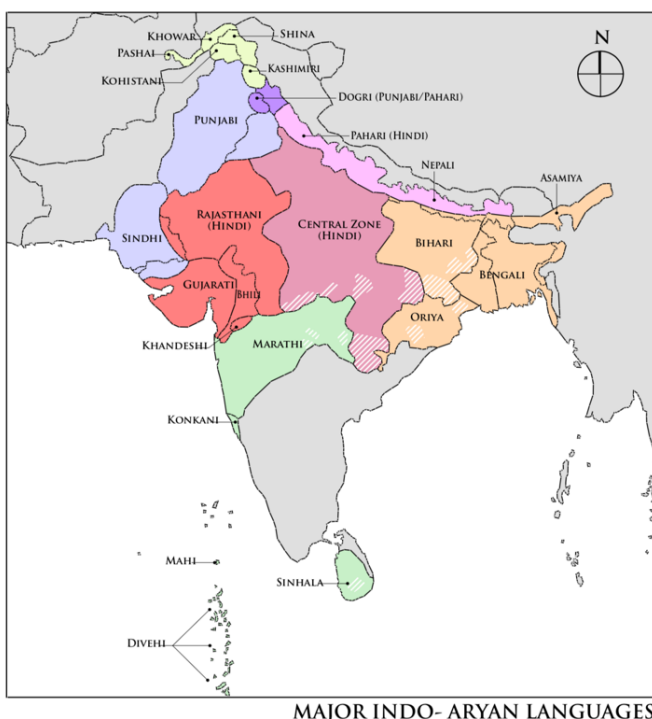 KHOWAR
SHINA
PASHAI
KOHISTANI
KASHIMIRI
N
DOGRI (PUNJABI/PAHARI)
PUNJABI
PAHARI (HINDI)
NEPALI
ASAMIYA
RAJASTHANI
(HINDI)
CENTRAL ZONE
(HINDI)
BIHARI
SINDHI
BENGALI
GUJARATI
BHILI
ORIYA
KHANDESHI
MARATHI
KONKANI
MAHI
SINHALA
DIVEHI
MAJOR INDO- ARYAN LANGUAGES